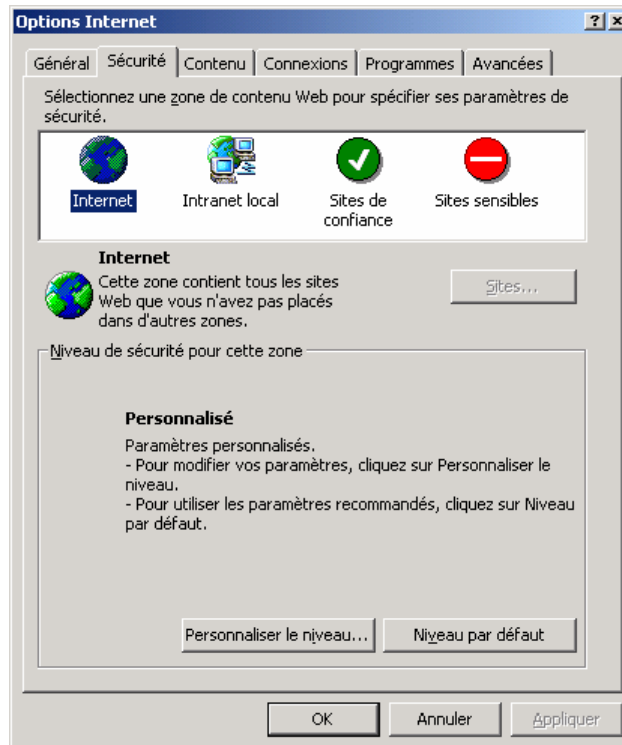 Options Internet
Général Sécurité Contenu Connexions Programmes Avancées
Sélectionnez une zone de contenu Web pour spécifier ses paramètres de
sécurité.
Internet Intranet local Sites de Sites sensibles
confiance
Internet
Cette zone contient tous les sites
Web que vous n'avez pas placés
dans d'autres zones.
Sites...
Niveau de sécurité pour cette zone
Personnalisé
Paramètres personnalisés.
- Pour modifier vos paramètres, cliquez sur Personnaliser le
niveau.
- Pour utiliser les paramètres recommandés, cliquez sur Niveau
par défaut.
Personnaliser le niveau... Niveau par défaut
OK Annuler Appliquer